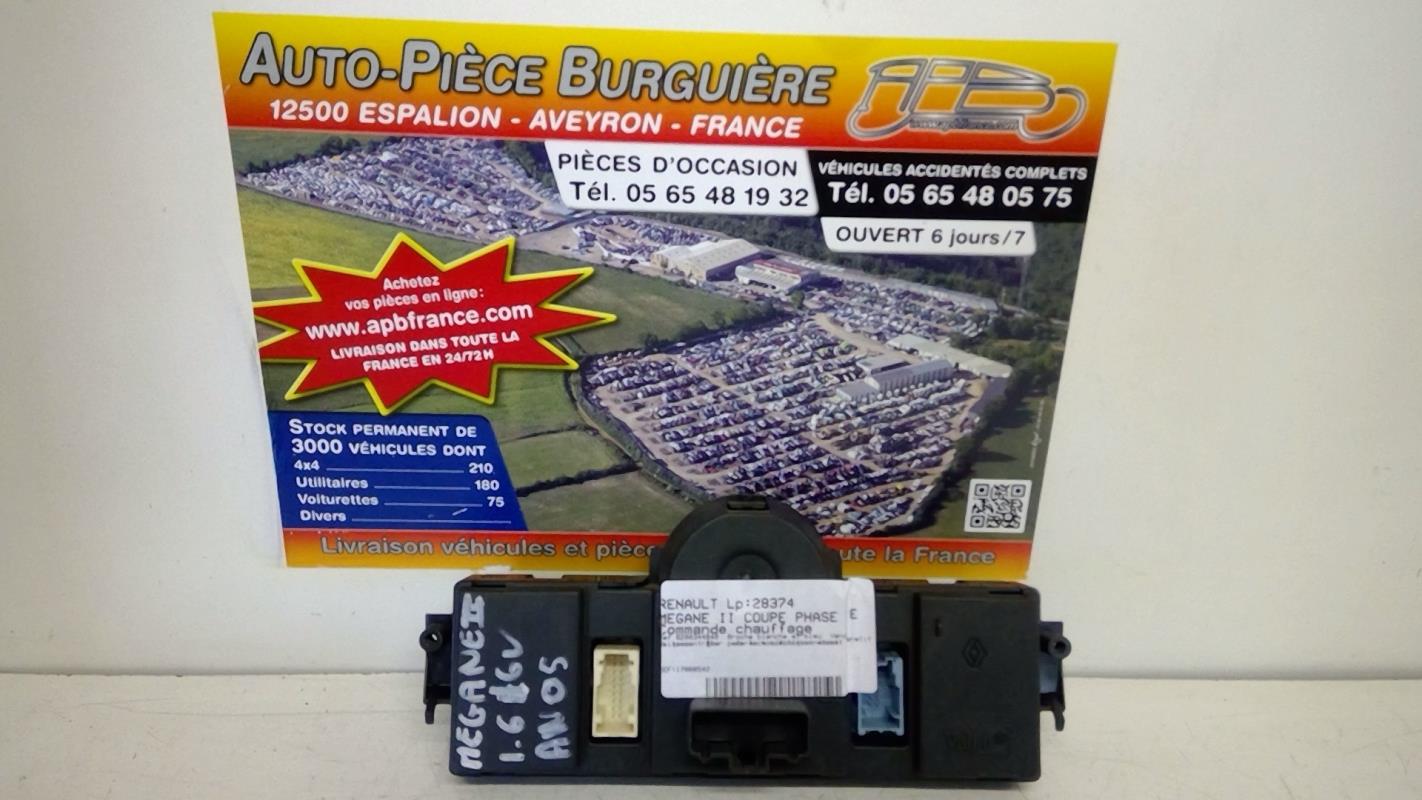 AUTO-PIÈCE BURGUIÈRE
12500 ESPALION - AVEYRON - FRANCE
APB
PIÈCES D'OCCASION
Tél. 05 65 48 19 32
VÉHICULES ACCIDENTÉS COMPLETS
Tél. 05 65 48 05 75
OUVERT 6 jours/7
Achetez
vos pièces en ligne:
www.apbfrance.com
LIVRAISON DANS TOUTE LA
FRANCE EN 24/72H
STOCK PERMANENT DE
3000 VÉHICULES DONT
4x4 210
Utilitaires 180
Voiturettes 75
Divers
Livraison véhicules et pièc ute la France
RENAULT Lp:28374
MEGANE II COUPE PHASE E
Commande chauffage
MEGANE II
1.6 16V
AN 05